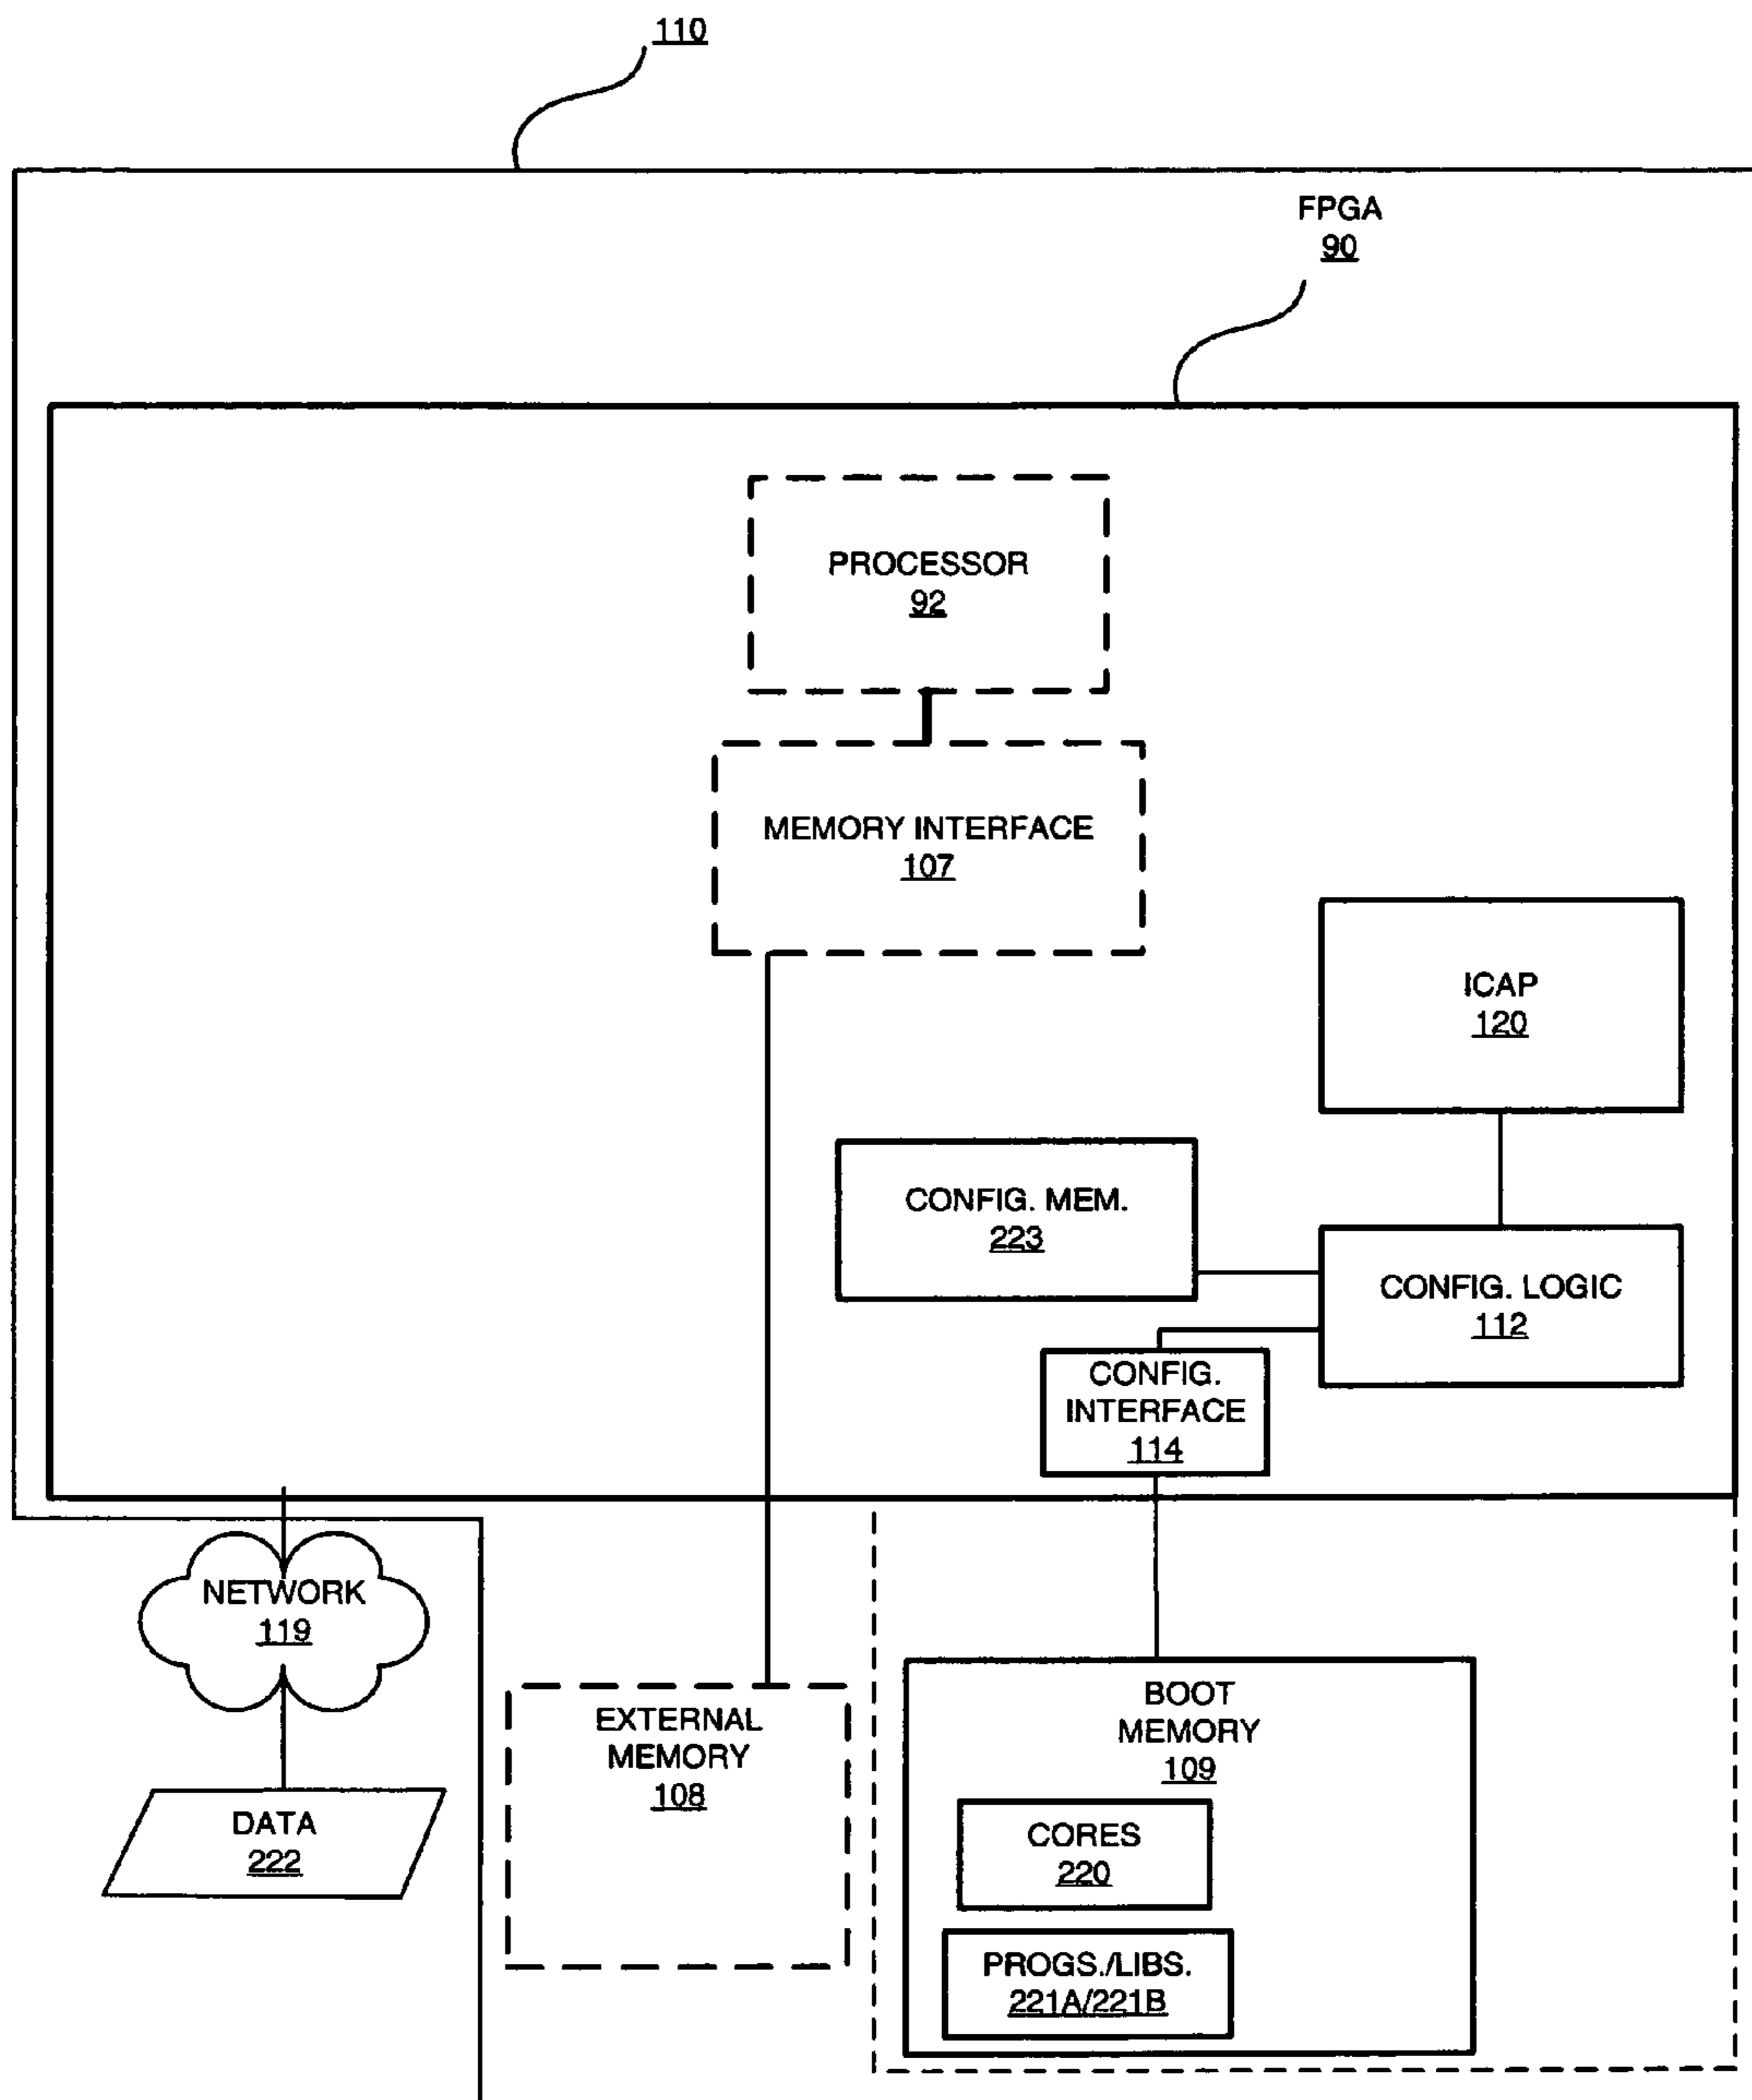 110
FPGA
90
PROCESSOR
92
MEMORY INTERFACE
107
ICAP
120
CONFIG. MEM.
223
CONFIG. LOGIC
112
CONFIG.
INTERFACE
114
NETWORK
119
DATA
222
EXTERNAL
MEMORY
108
BOOT
MEMORY
109
CORES
220
PROGS./LIBS.
221A/221B